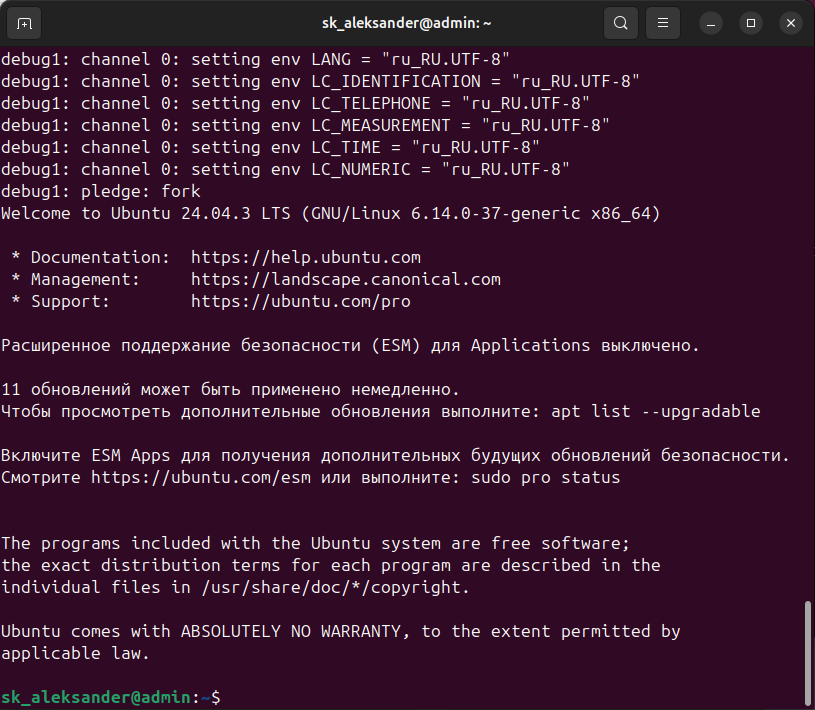 sk_aleksander@admin: ~
debug1: channel 0: setting env LANG = "ru_RU.UTF-8"
debug1: channel 0: setting env LC_IDENTIFICATION = "ru_RU.UTF-8"
debug1: channel 0: setting env LC_TELEPHONE = "ru_RU.UTF-8"
debug1: channel 0: setting env LC_MEASUREMENT = "ru_RU.UTF-8"
debug1: channel 0: setting env LC_TIME = "ru_RU.UTF-8"
debug1: channel 0: setting env LC_NUMERIC = "ru_RU.UTF-8"
debug1: pledge: fork
Welcome to Ubuntu 24.04.3 LTS (GNU/Linux 6.14.0-37-generic x86_64)
 * Documentation:  https://help.ubuntu.com
 * Management:     https://landscape.canonical.com
 * Support:        https://ubuntu.com/pro
Расширенное поддержание безопасности (ESM) для Applications выключено.
11 обновлений может быть применено немедленно.
Чтобы просмотреть дополнительные обновления выполните: apt list --upgradable
Включите ESM Apps для получения дополнительных будущих обновлений безопасности.
Смотрите https://ubuntu.com/esm или выполните: sudo pro status
The programs included with the Ubuntu system are free software;
the exact distribution terms for each program are described in the
individual files in /usr/share/doc/*/copyright.
Ubuntu comes with ABSOLUTELY NO WARRANTY, to the extent permitted by
applicable law.
sk_aleksander@admin:~$